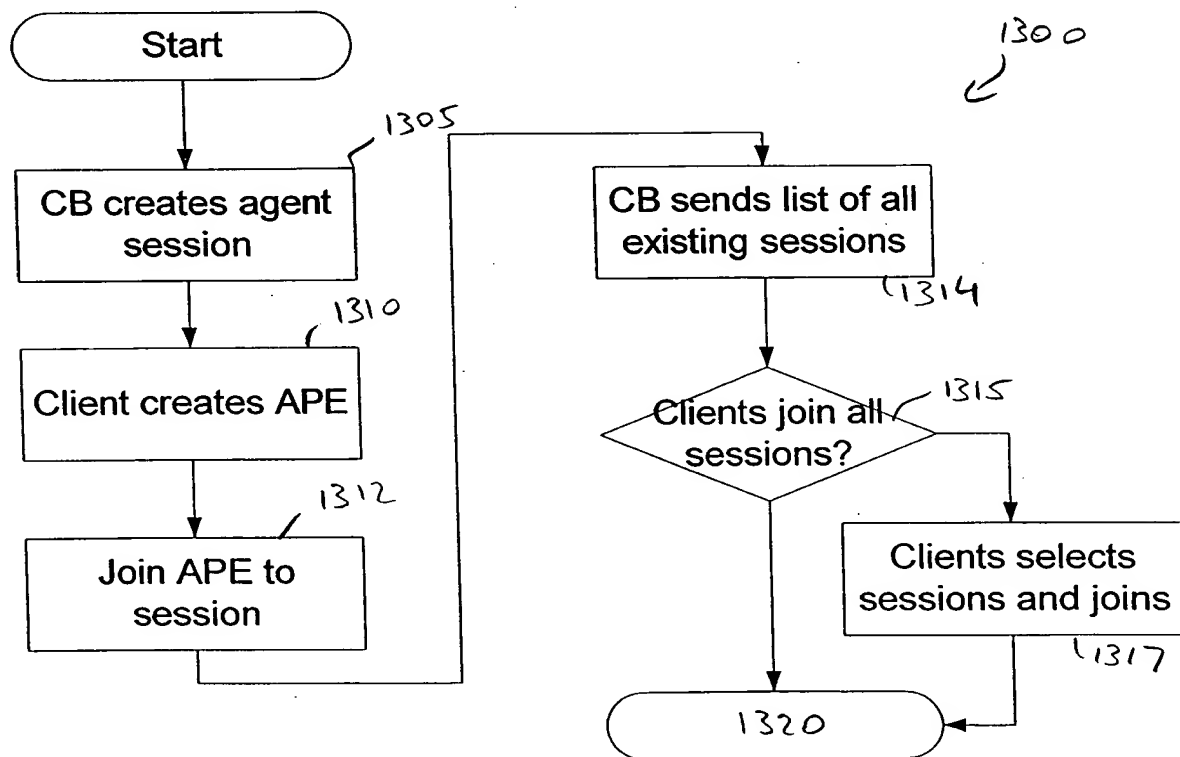 Start
1300
1305
CB creates agent
session
1310
Client creates APE
1312
Join APE to
session
CB sends list of all
existing sessions
1314
Clients join all
sessions?
1315
Clients selects
sessions and joins
1317
1320